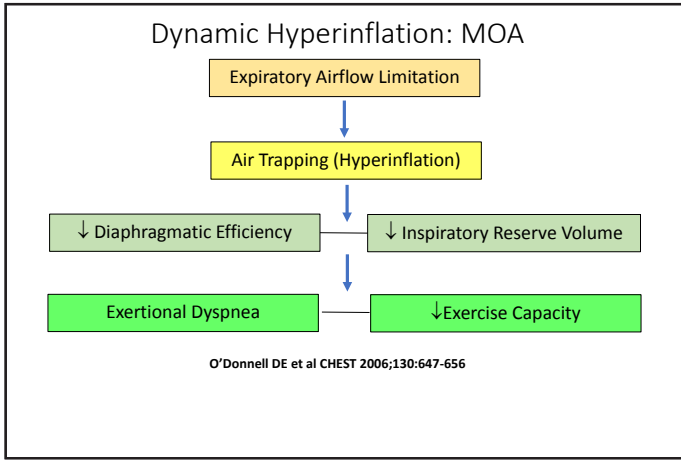 Dynamic Hyperinflation: MOA
Expiratory Airflow Limitation
Air Trapping (Hyperinflation)
↓ Diaphragmatic Efficiency
↓ Inspiratory Reserve Volume
Exertional Dyspnea
↓Exercise Capacity
O’Donnell DE et al CHEST 2006;130:647-656